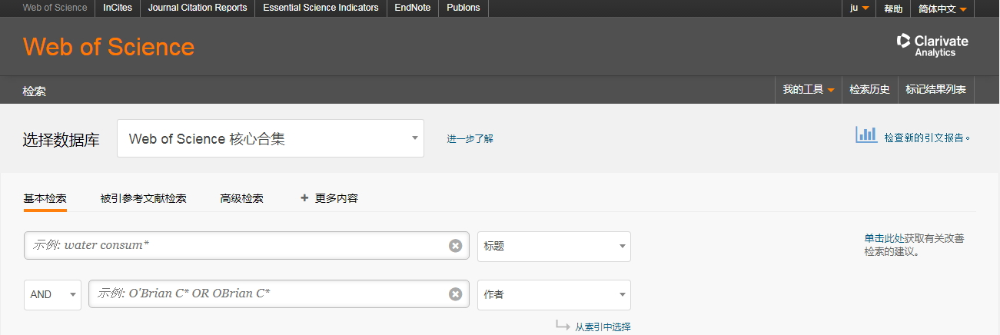 Web of Science InCites Journal Citation Reports Essential Science Indicators EndNote Publons ju 帮助 简体中文
Web of Science
Clarivate
Analytics
检索 我的工具 检索历史 标记结果列表
选择数据库 Web of Science 核心合集 进一步了解 检查新的引文报告。
基本检索 被引参考文献检索 高级检索 + 更多内容
示例: water consum* 标题
单击此处获取有关改善
检索的建议。
AND 示例: O'Brian C* OR OBrian C* 作者
从索引中选择